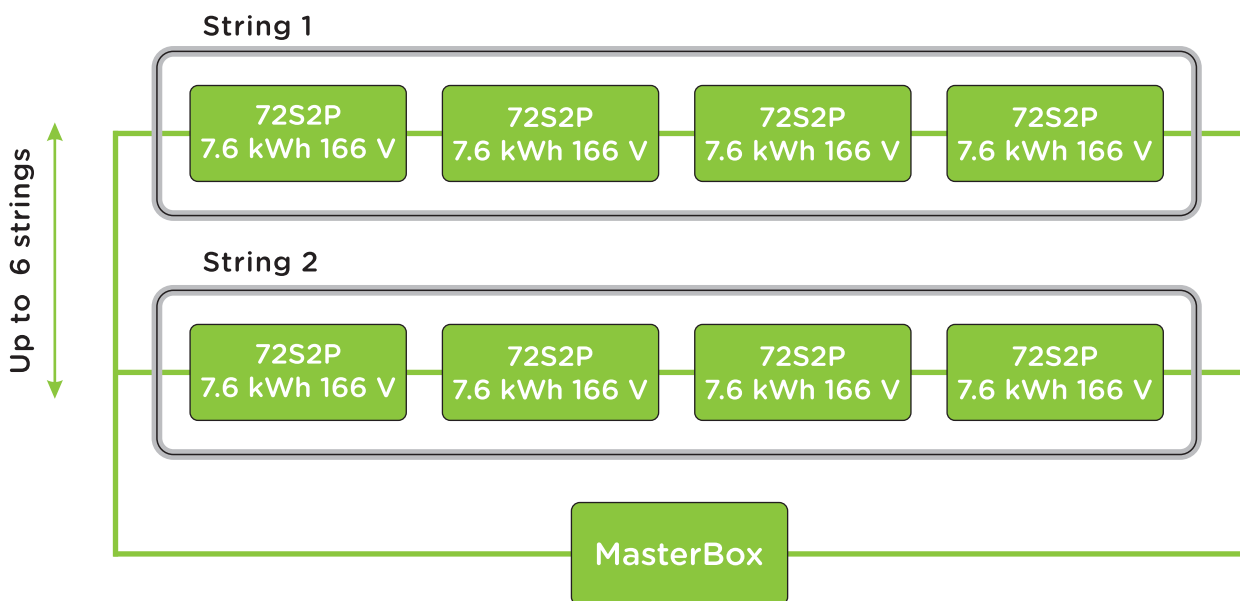 String 1
72S2P
7.6 kWh 166 V
72S2P
7.6 kWh 166 V
72S2P
7.6 kWh 166 V
72S2P
7.6 kWh 166 V
Up to 6 strings
String 2
72S2P
7.6 kWh 166 V
72S2P
7.6 kWh 166 V
72S2P
7.6 kWh 166 V
72S2P
7.6 kWh 166 V
MasterBox